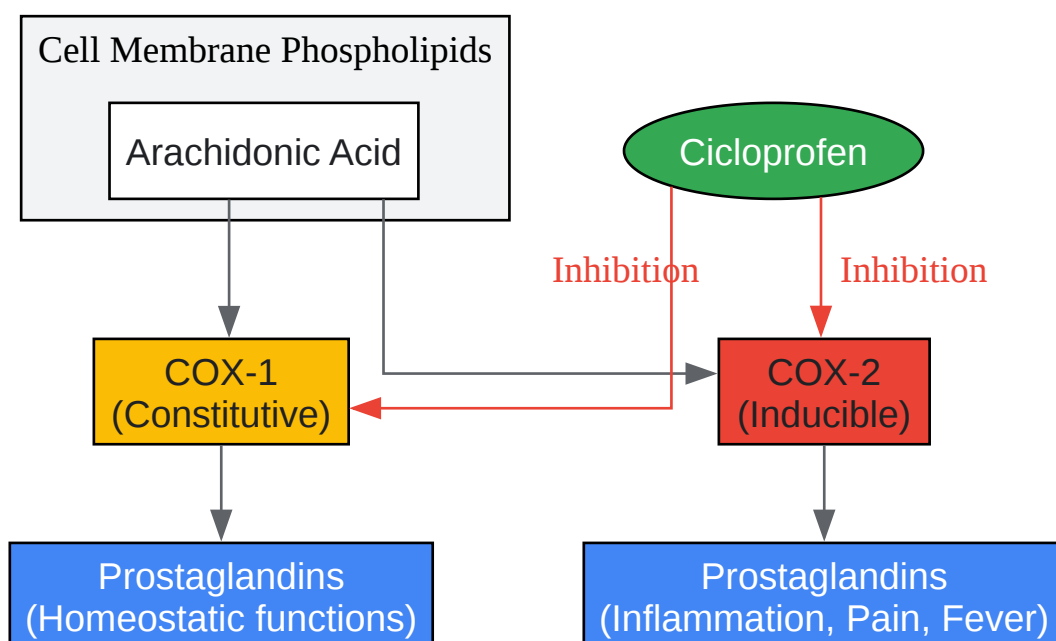 Cell Membrane Phospholipids
Arachidonic Acid
Cicloprofen
Inhibition
Inhibition
COX-1
(Constitutive)
COX-2
(Inducible)
Prostaglandins
(Homeostatic functions)
Prostaglandins
(Inflammation, Pain, Fever)